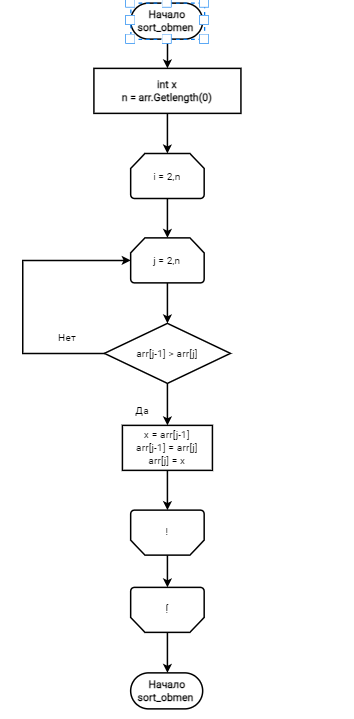 Начало
sort_obmen
int x
n = arr.Getlength(0)
i = 2,n
j = 2,n
arr[j-1] > arr[j]
Нет
Да
x = arr[j-1]
arr[j-1] = arr[j]
arr[j] = x
Начало
sort_obmen